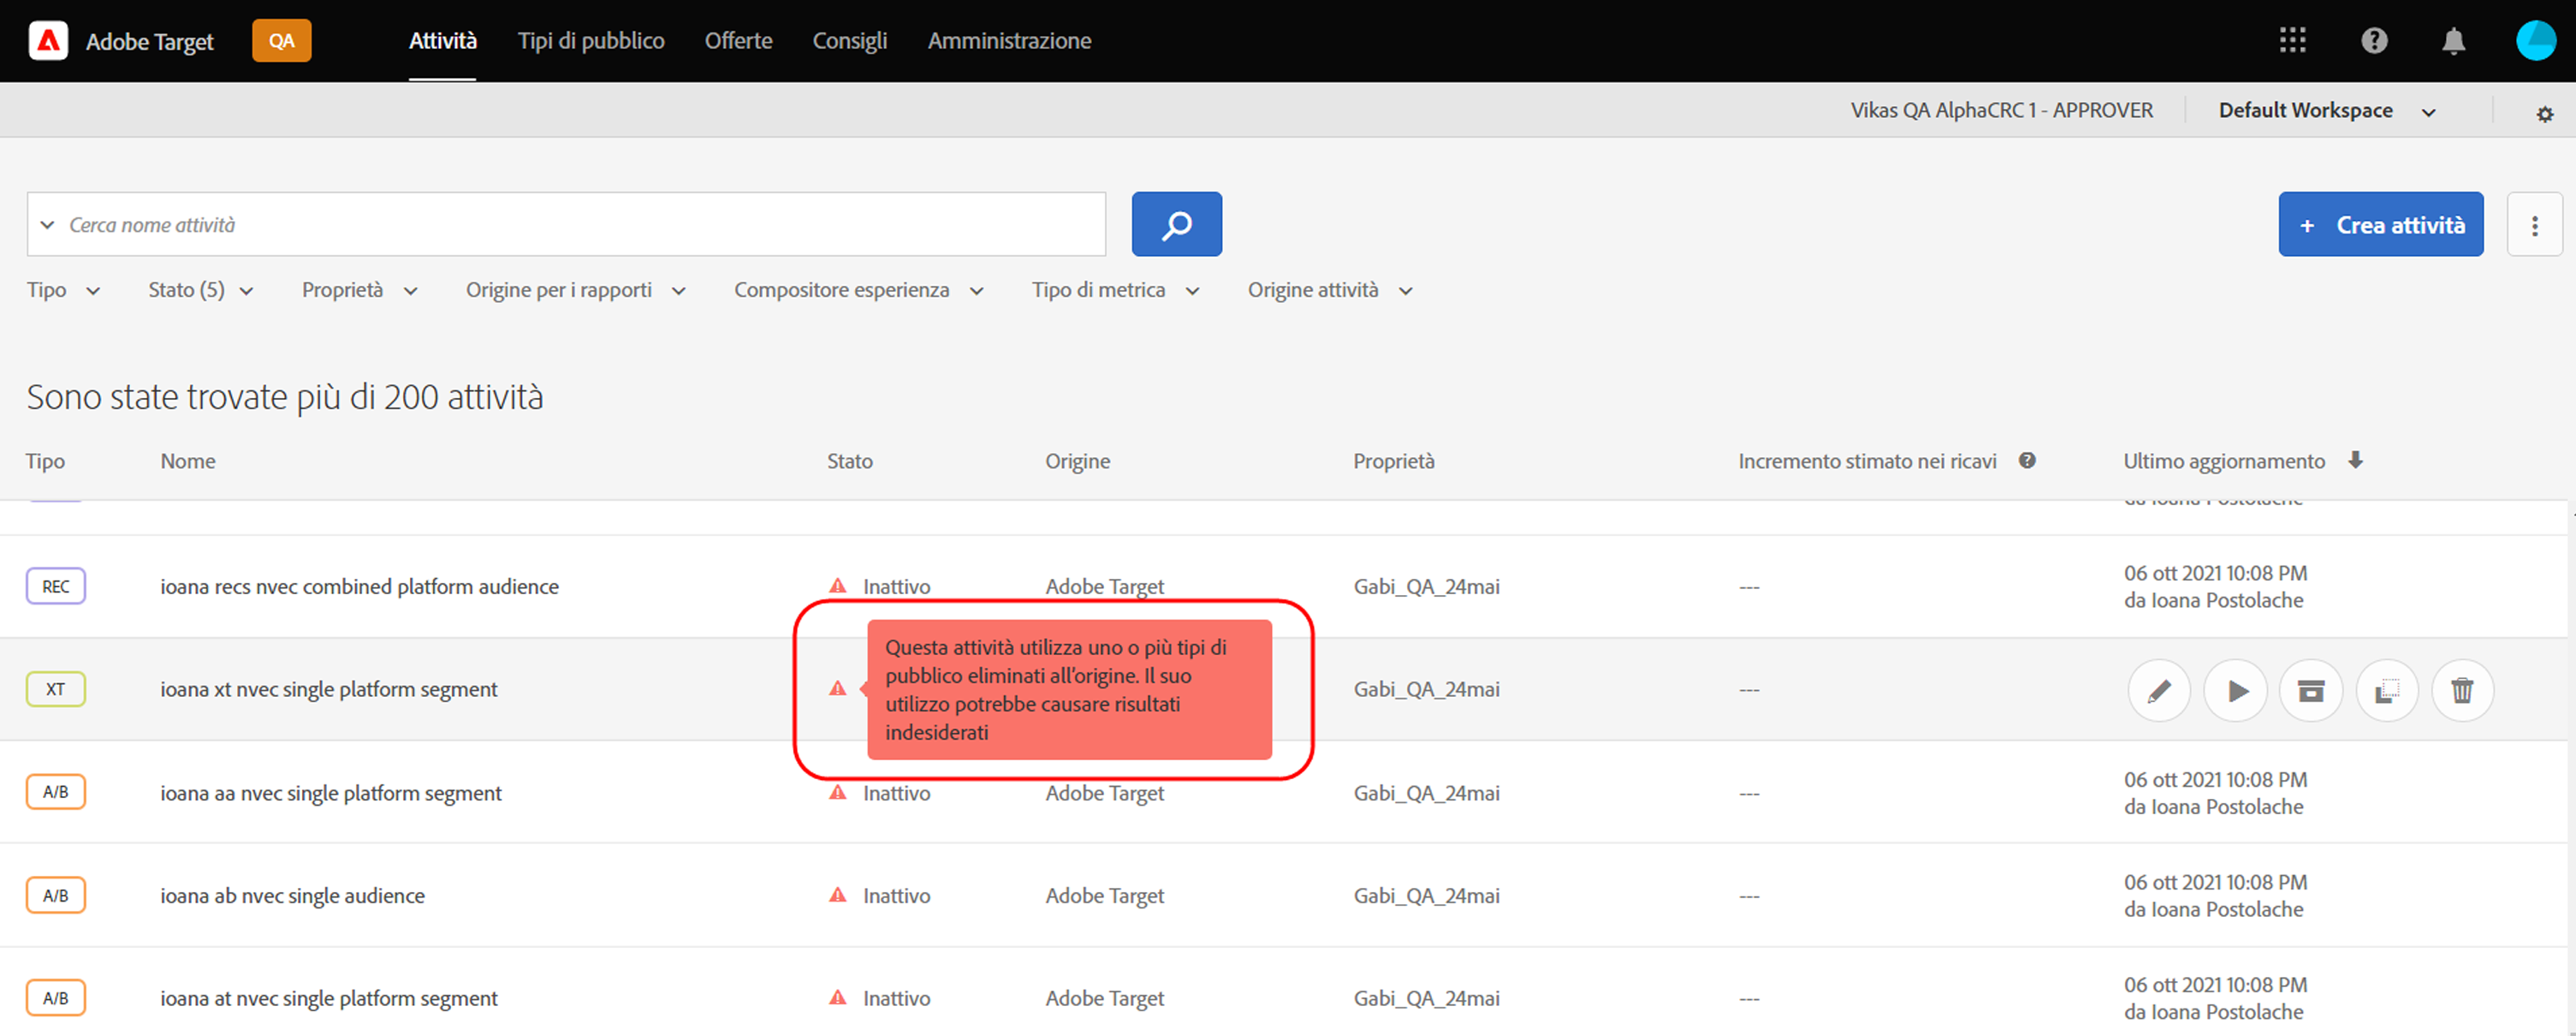 Adobe Target QA Attività Tipi di pubblico Offerte Consigli Amministrazione
Vikas QA AlphaCRC 1 - APPROVER Default Workspace
Cerca nome attività
+ Crea attività
Tipo Stato (5) Proprietà Origine per i rapporti Compositore esperienza Tipo di metrica Origine attività
Sono state trovate più di 200 attività
Tipo Nome Stato Origine Proprietà Incremento stimato nei ricavi Ultimo aggiornamento
da Ioana Postolache
REC ioana recs nvec combined platform audience Inattivo Adobe Target Gabi_QA_24mai --- 06 ott 2021 10:08 PM
da Ioana Postolache
XT ioana xt nvec single platform segment Gabi_QA_24mai ---
Questa attività utilizza uno o più tipi di
pubblico eliminati all'origine. Il suo
utilizzo potrebbe causare risultati
indesiderati
A/B ioana aa nvec single platform segment Inattivo Adobe Target Gabi_QA_24mai --- 06 ott 2021 10:08 PM
da Ioana Postolache
A/B ioana ab nvec single audience Inattivo Adobe Target Gabi_QA_24mai --- 06 ott 2021 10:08 PM
da Ioana Postolache
A/B ioana at nvec single platform segment Inattivo Adobe Target Gabi_QA_24mai --- 06 ott 2021 10:08 PM
da Ioana Postolache